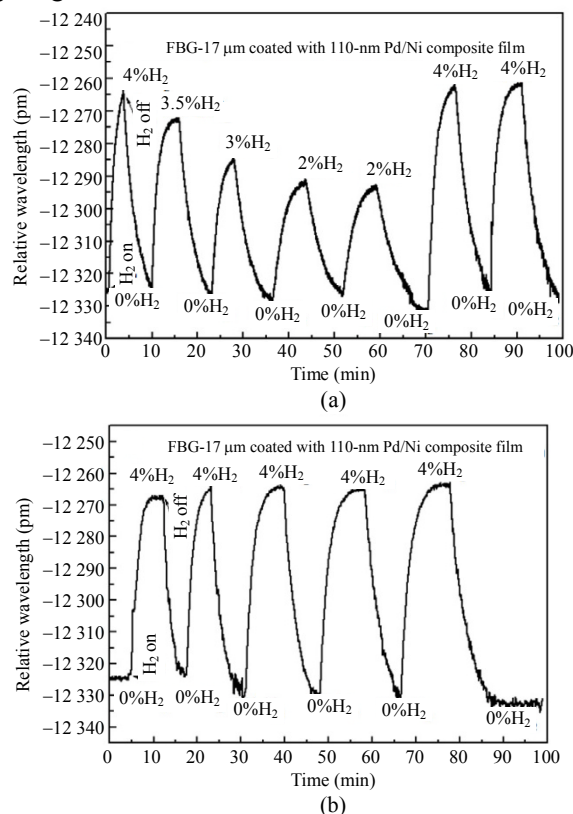 FBG-17 μm coated with 110-nm Pd/Ni composite film
Relative wavelength (pm)
−12 240
−12 250
−12 260
−12 270
−12 280
−12 290
−12 300
−12 310
−12 320
−12 330
−12 340
4%H₂
H₂ off
3.5%H₂
3%H₂
2%H₂
2%H₂
4%H₂
4%H₂
H₂ on
0%H₂
0%H₂
0%H₂
0%H₂
0%H₂
0%H₂
0%H₂
0 10 20 30 40 50 60 70 80 90 100
Time (min)
(a)
FBG-17 μm coated with 110-nm Pd/Ni composite film
Relative wavelength (pm)
−12 250
−12 260
−12 270
−12 280
−12 290
−12 300
−12 310
−12 320
−12 330
−12 340
4%H₂
H₂ off
4%H₂
4%H₂
4%H₂
4%H₂
H₂ on
0%H₂
0%H₂
0%H₂
0%H₂
0%H₂
0%H₂
0 10 20 30 40 50 60 70 80 90 100
Time (min)
(b)